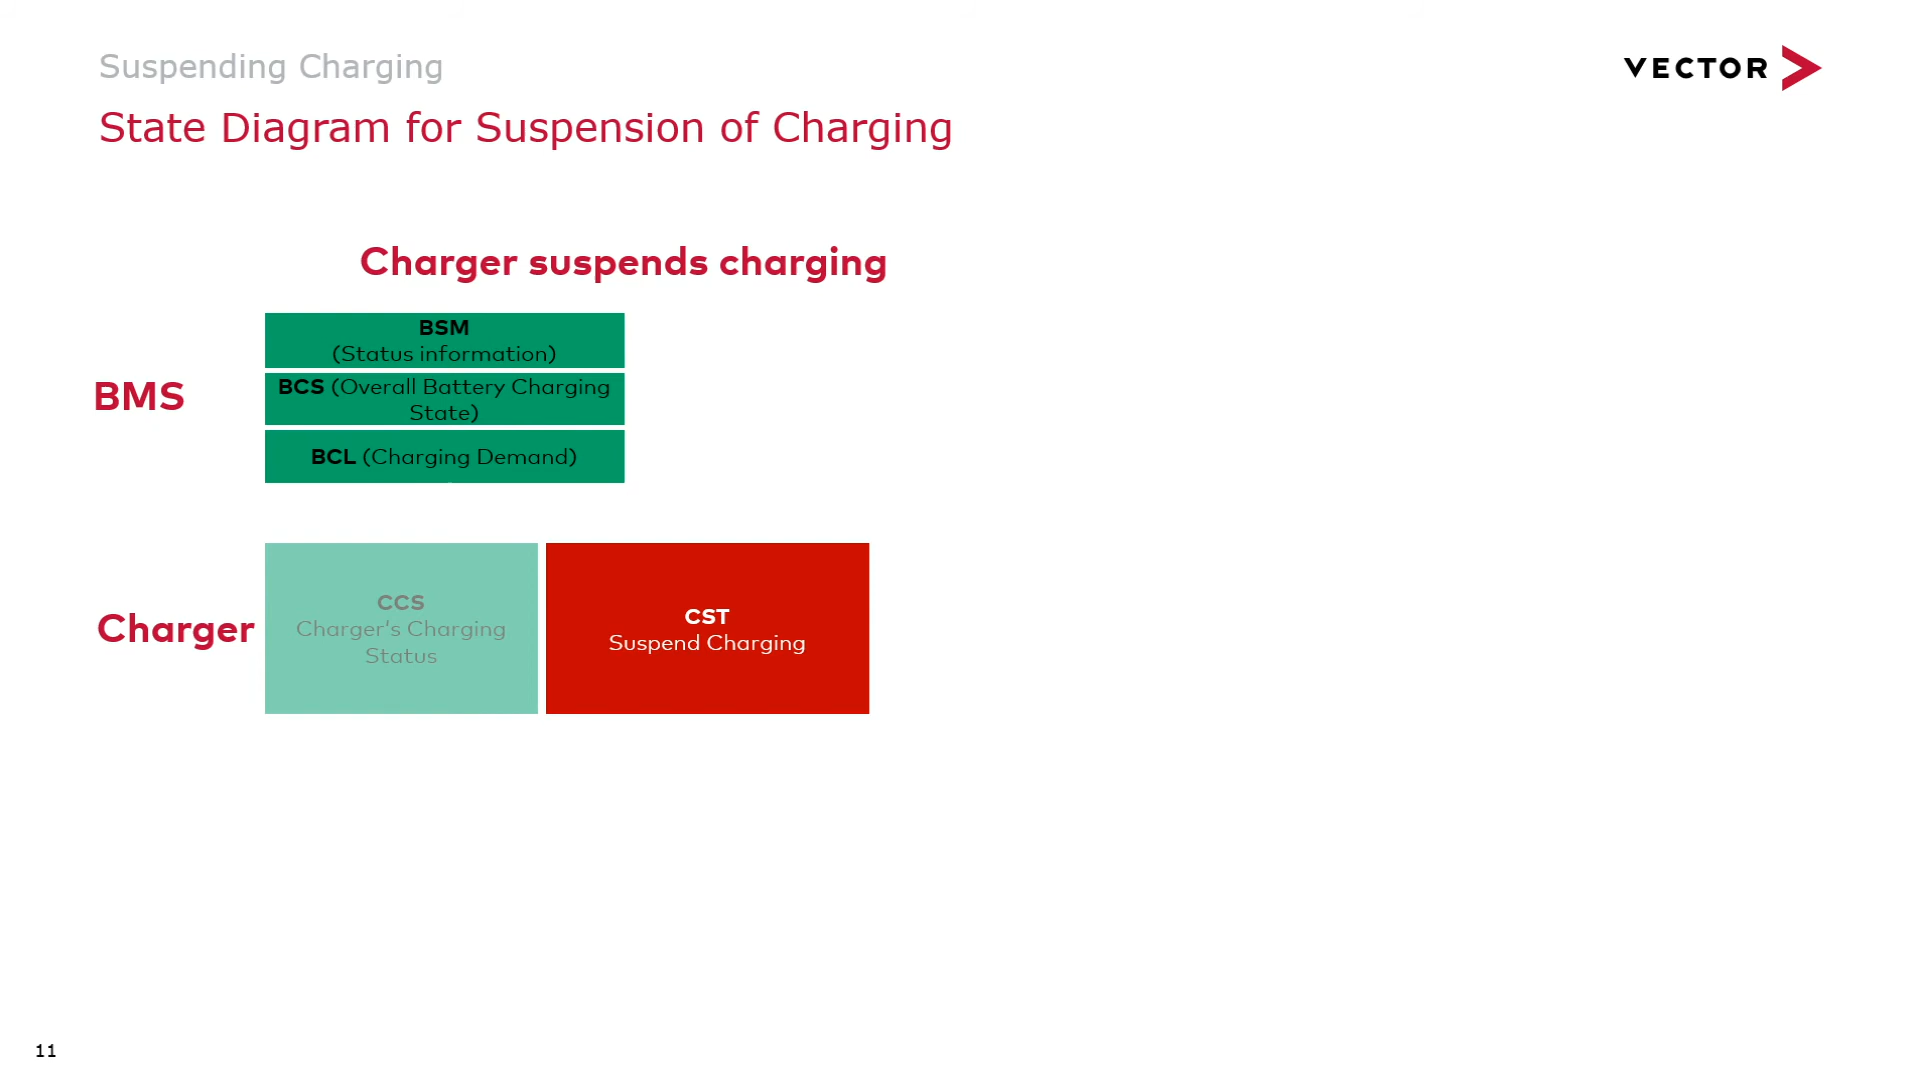 Suspending Charging
VECTOR
State Diagram for Suspension of Charging
Charger suspends charging
BMS
BSM
(Status information)
BCS (Overall Battery Charging
State)
BCL (Charging Demand)
Charger
CCS
Charger's Charging
Status
CST
Suspend Charging
11